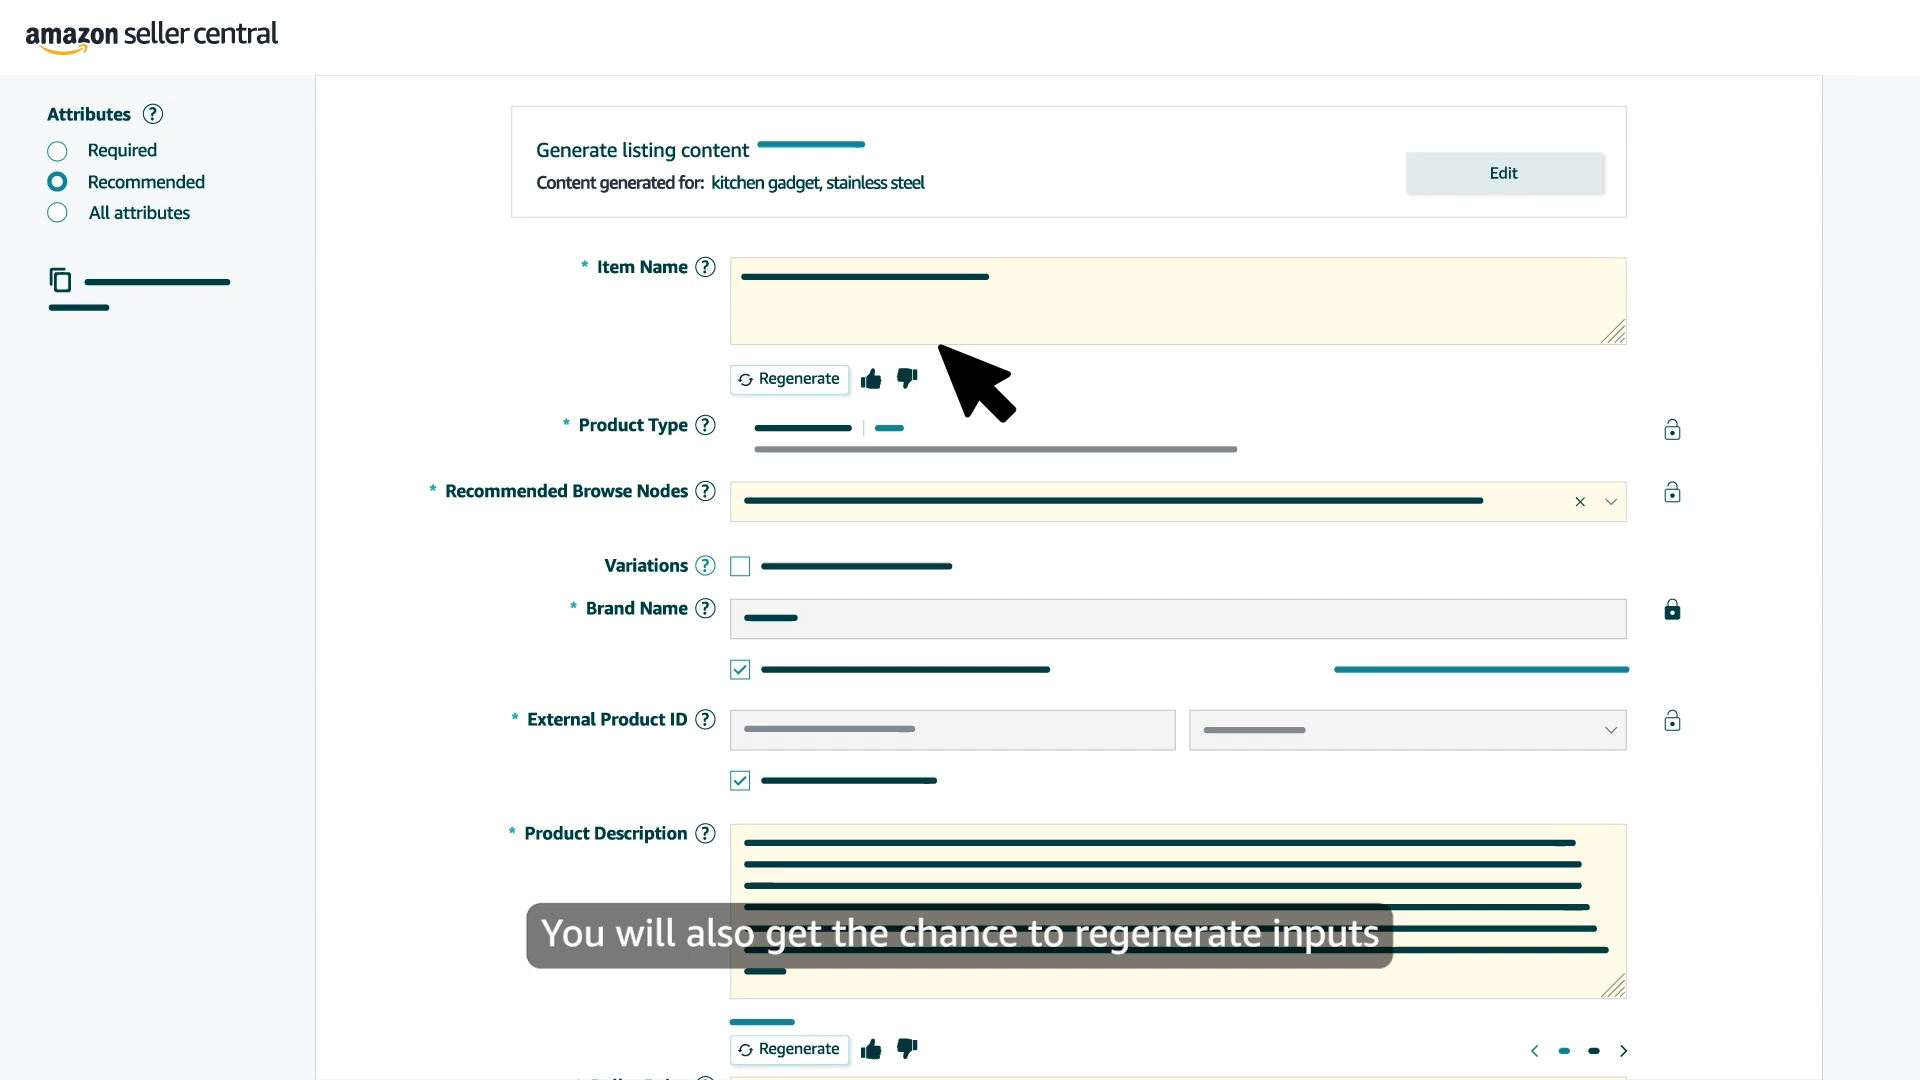 amazon seller central
Attributes ?
Required
Recommended
All attributes
Generate listing content
Content generated for: kitchen gadget, stainless steel
Edit
* Item Name ?
Regenerate
* Product Type ?
* Recommended Browse Nodes ?
Variations ?
* Brand Name ?
* External Product ID ?
* Product Description ?
You will also get the chance to regenerate inputs
Regenerate